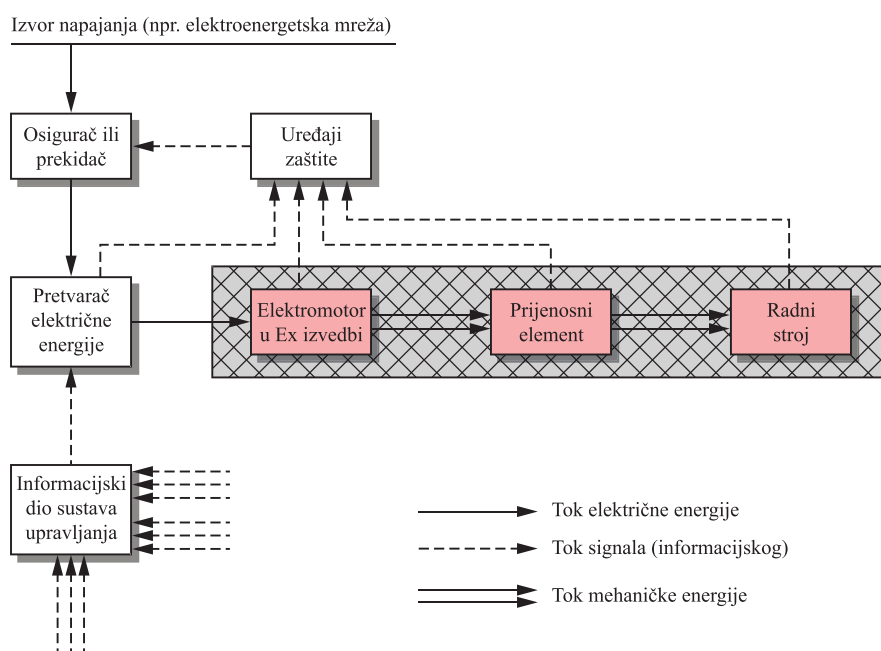 Izvor napajanja (npr. elektroenergetska mreža)
Osigurač ili
prekidač
Uređaji
zaštite
Pretvarač
električne
energije
Elektromotor
u Ex izvedbi
Prijenosni
element
Radni
stroj
Informacijski
dio sustava
upravljanja
Tok električne energije
Tok signala (informacijskog)
Tok mehaničke energije